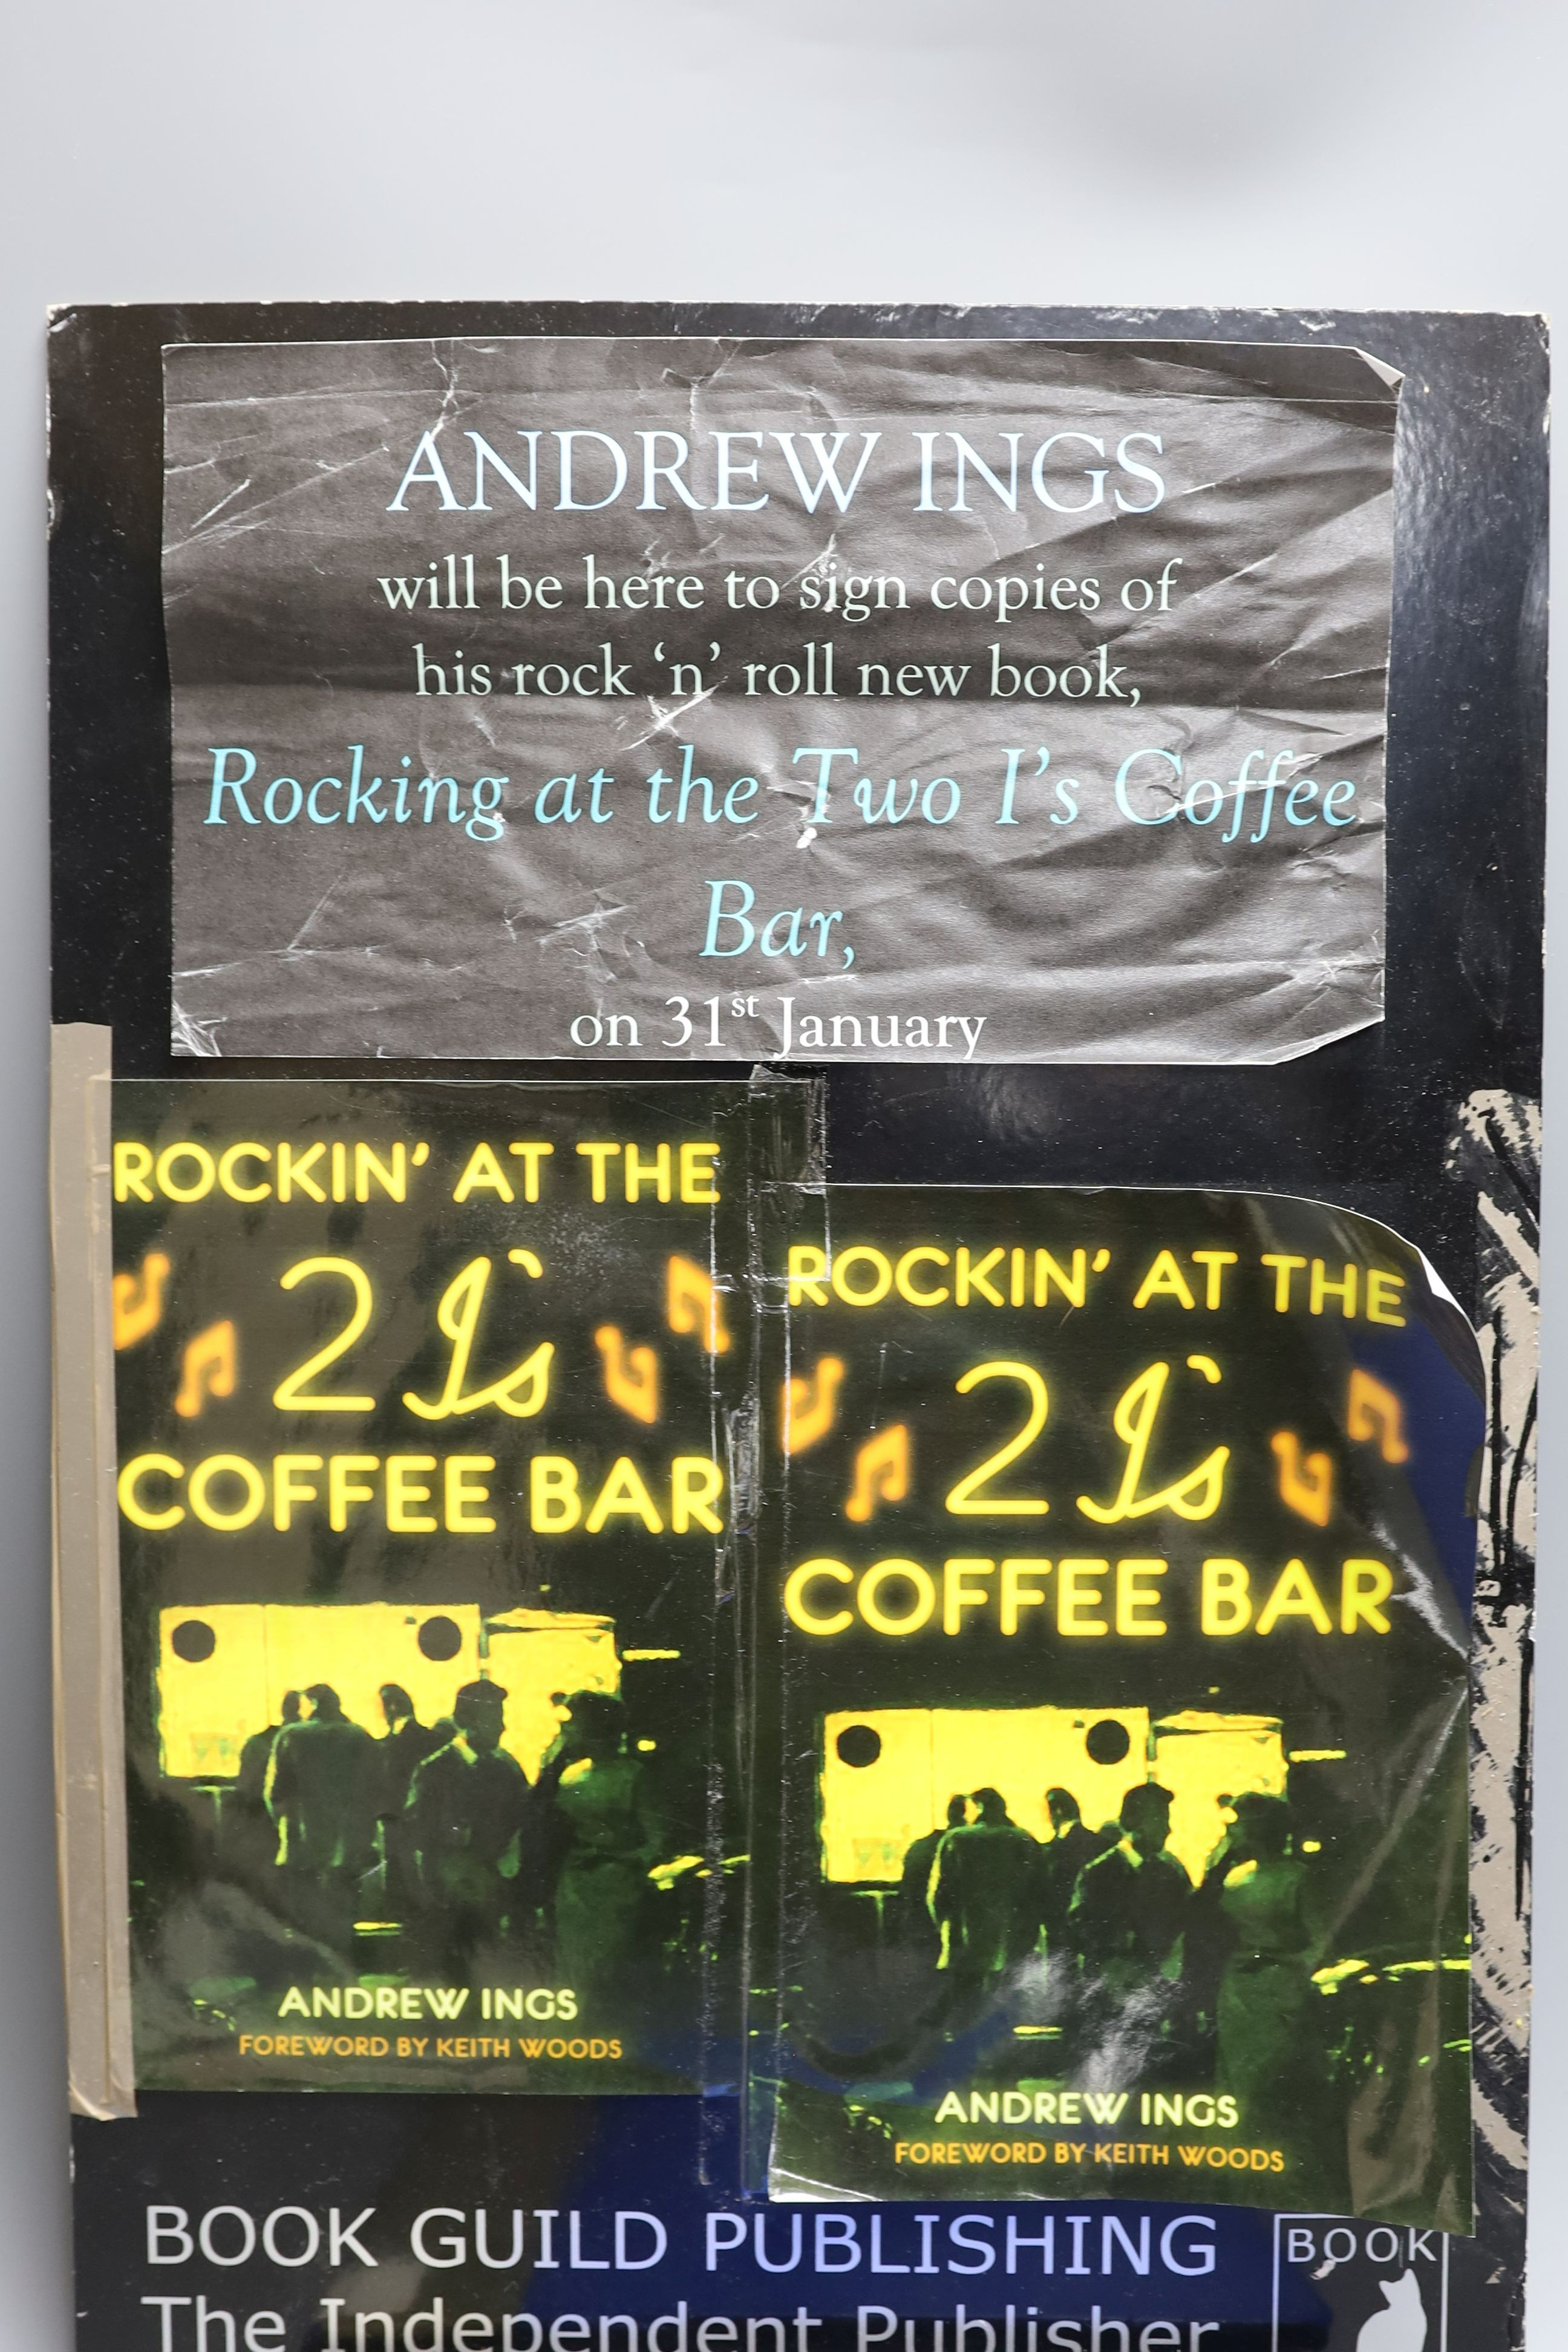 ANDREW INGS
will be here to sign copies of
his rock ‘n’ roll new book,
Rocking at the Two I’s Coffee
Bar,
on 31st January
ROCKIN’ AT THE
2 I's
COFFEE BAR
ANDREW INGS
FOREWORD BY KEITH WOODS
ROCKIN’ AT THE
2 I's
COFFEE BAR
ANDREW INGS
FOREWORD BY KEITH WOODS
BOOK GUILD PUBLISHING
The Independent Publisher
BOOK